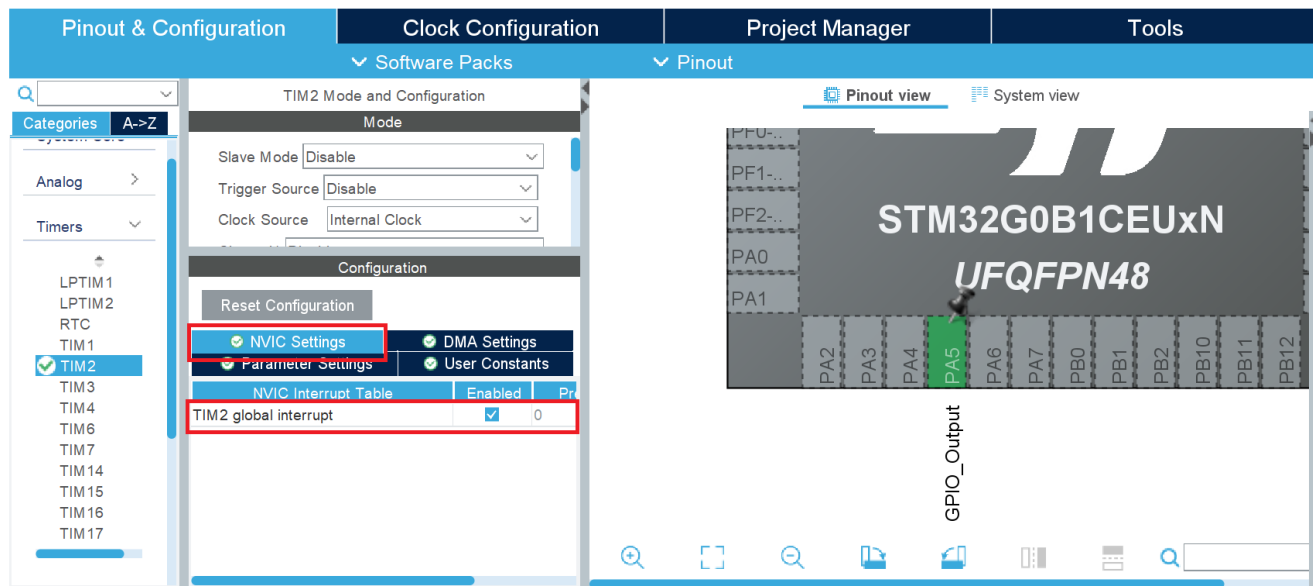 Pinout & Configuration
Clock Configuration
Project Manager
Tools
Software Packs
Pinout
Categories
A->Z
System Core
Analog
Timers
LPTIM1
LPTIM2
RTC
TIM1
TIM2
TIM3
TIM4
TIM6
TIM7
TIM14
TIM15
TIM16
TIM17
TIM2 Mode and Configuration
Mode
Slave Mode Disable
Trigger Source Disable
Clock Source Internal Clock
Configuration
Reset Configuration
NVIC Settings
DMA Settings
Parameter Settings
User Constants
NVIC Interrupt Table Enabled Pr
TIM2 global interrupt 0
Pinout view
System view
PF0-..
PF1-..
PF2-..
PA0
PA1
STM32G0B1CEUxN
UFQFPN48
PA2
PA3
PA4
PA5
PA6
PA7
PB0
PB1
PB2
PB10
PB11
PB12
GPIO_Output